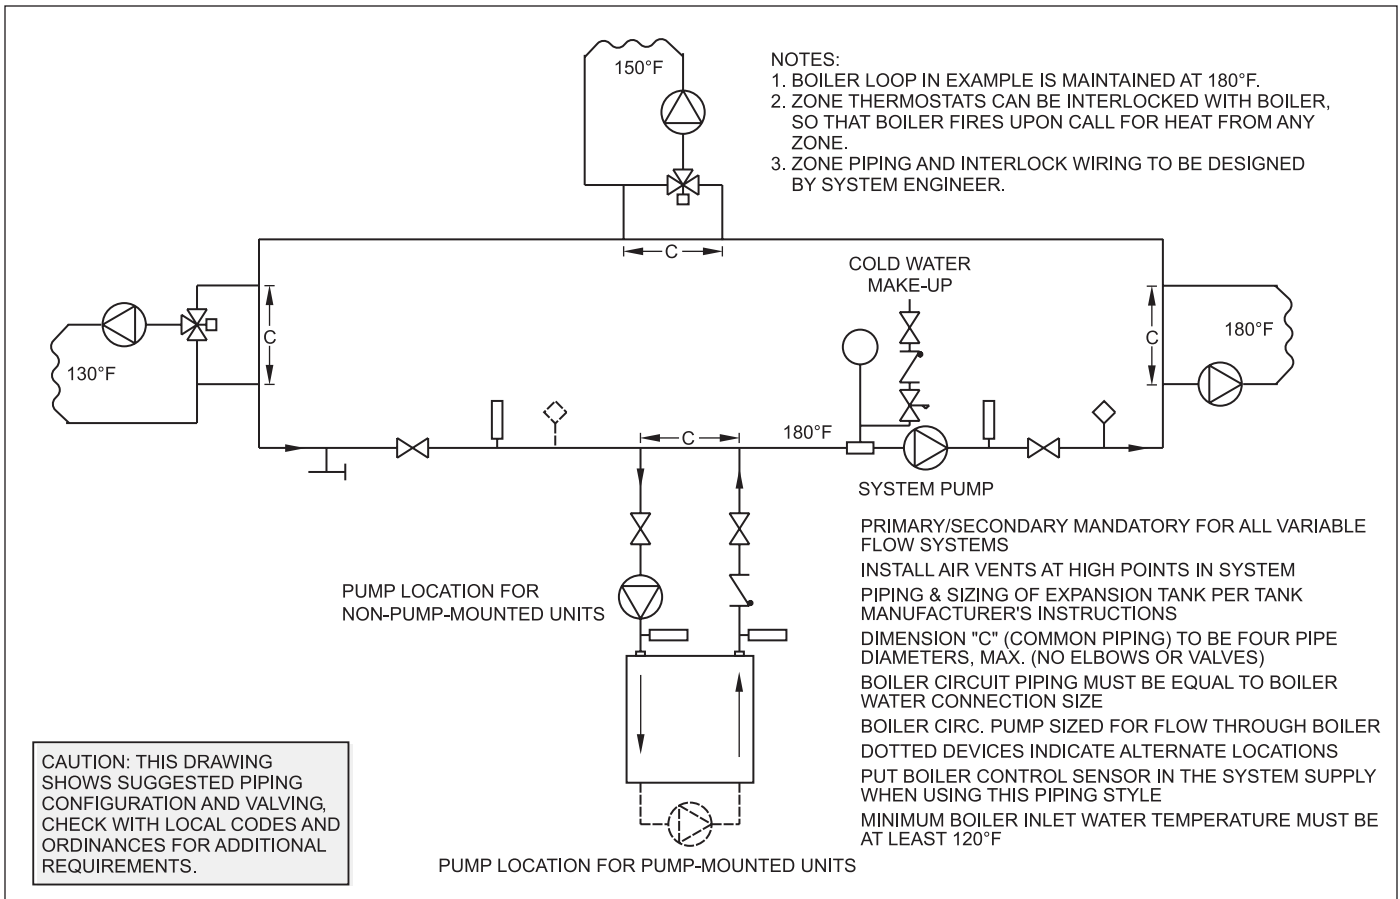 150°F
NOTES:
1. BOILER LOOP IN EXAMPLE IS MAINTAINED AT 180°F.
2. ZONE THERMOSTATS CAN BE INTERLOCKED WITH BOILER,
SO THAT BOILER FIRES UPON CALL FOR HEAT FROM ANY
ZONE.
3. ZONE PIPING AND INTERLOCK WIRING TO BE DESIGNED
BY SYSTEM ENGINEER.
C
COLD WATER
MAKE-UP
C
130°F
C
180°F
C
180°F
SYSTEM PUMP
PUMP LOCATION FOR
NON-PUMP-MOUNTED UNITS
PRIMARY/SECONDARY MANDATORY FOR ALL VARIABLE
FLOW SYSTEMS
INSTALL AIR VENTS AT HIGH POINTS IN SYSTEM
PIPING & SIZING OF EXPANSION TANK PER TANK
MANUFACTURER'S INSTRUCTIONS
DIMENSION "C" (COMMON PIPING) TO BE FOUR PIPE
DIAMETERS, MAX. (NO ELBOWS OR VALVES)
BOILER CIRCUIT PIPING MUST BE EQUAL TO BOILER
WATER CONNECTION SIZE
BOILER CIRC. PUMP SIZED FOR FLOW THROUGH BOILER
DOTTED DEVICES INDICATE ALTERNATE LOCATIONS
PUT BOILER CONTROL SENSOR IN THE SYSTEM SUPPLY
WHEN USING THIS PIPING STYLE
MINIMUM BOILER INLET WATER TEMPERATURE MUST BE
AT LEAST 120°F
CAUTION: THIS DRAWING
SHOWS SUGGESTED PIPING
CONFIGURATION AND VALVING,
CHECK WITH LOCAL CODES AND
ORDINANCES FOR ADDITIONAL
REQUIREMENTS.
PUMP LOCATION FOR PUMP-MOUNTED UNITS